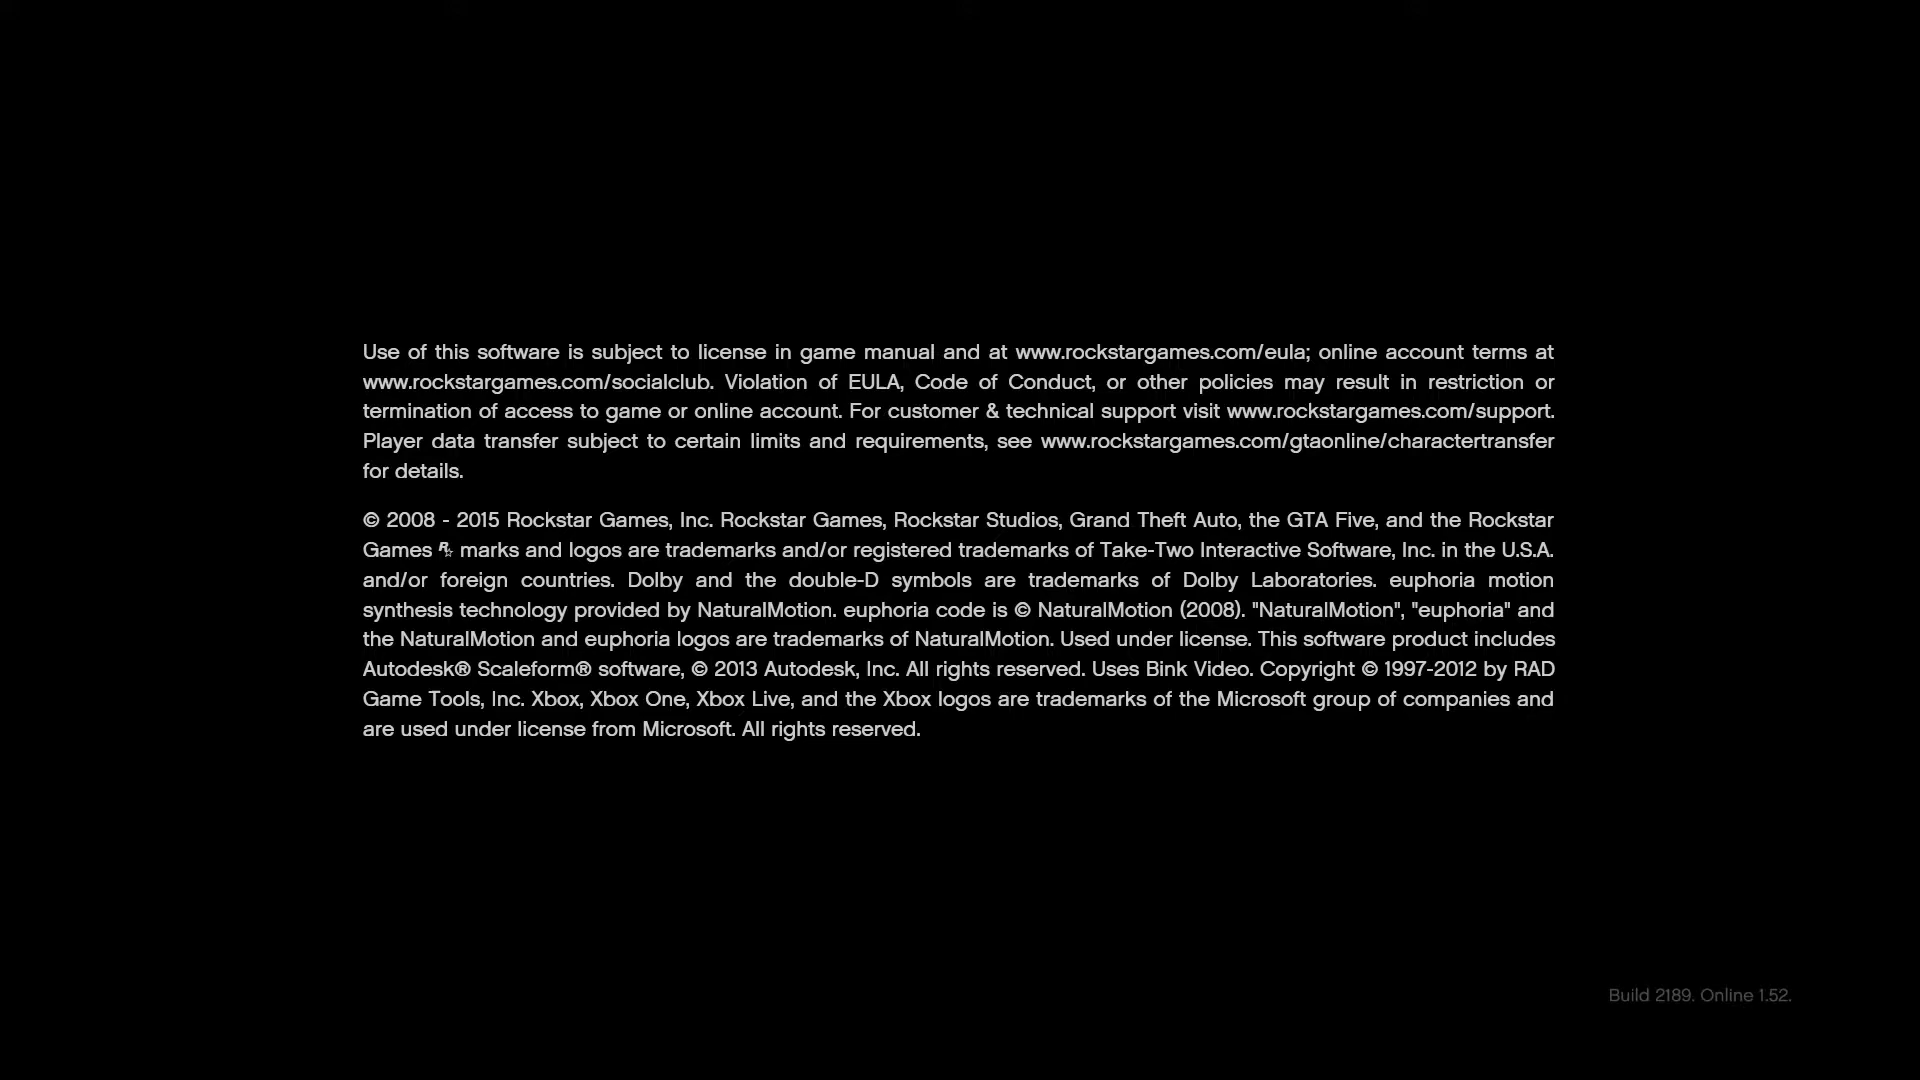 Use of this software is subject to license in game manual and at www.rockstargames.com/eula; online account terms at
www.rockstargames.com/socialclub. Violation of EULA, Code of Conduct, or other policies may result in restriction or
termination of access to game or online account. For customer & technical support visit www.rockstargames.com/support.
Player data transfer subject to certain limits and requirements, see www.rockstargames.com/gtaonline/charactertransfer
for details.
© 2008 - 2015 Rockstar Games, Inc. Rockstar Games, Rockstar Studios, Grand Theft Auto, the GTA Five, and the Rockstar
Games R* marks and logos are trademarks and/or registered trademarks of Take-Two Interactive Software, Inc. in the U.S.A.
and/or foreign countries. Dolby and the double-D symbols are trademarks of Dolby Laboratories. euphoria motion
synthesis technology provided by NaturalMotion. euphoria code is © NaturalMotion (2008). "NaturalMotion", "euphoria" and
the NaturalMotion and euphoria logos are trademarks of NaturalMotion. Used under license. This software product includes
Autodesk® Scaleform® software, © 2013 Autodesk, Inc. All rights reserved. Uses Bink Video. Copyright © 1997-2012 by RAD
Game Tools, Inc. Xbox, Xbox One, Xbox Live, and the Xbox logos are trademarks of the Microsoft group of companies and
are used under license from Microsoft. All rights reserved.
Build 2189. Online 1.52.